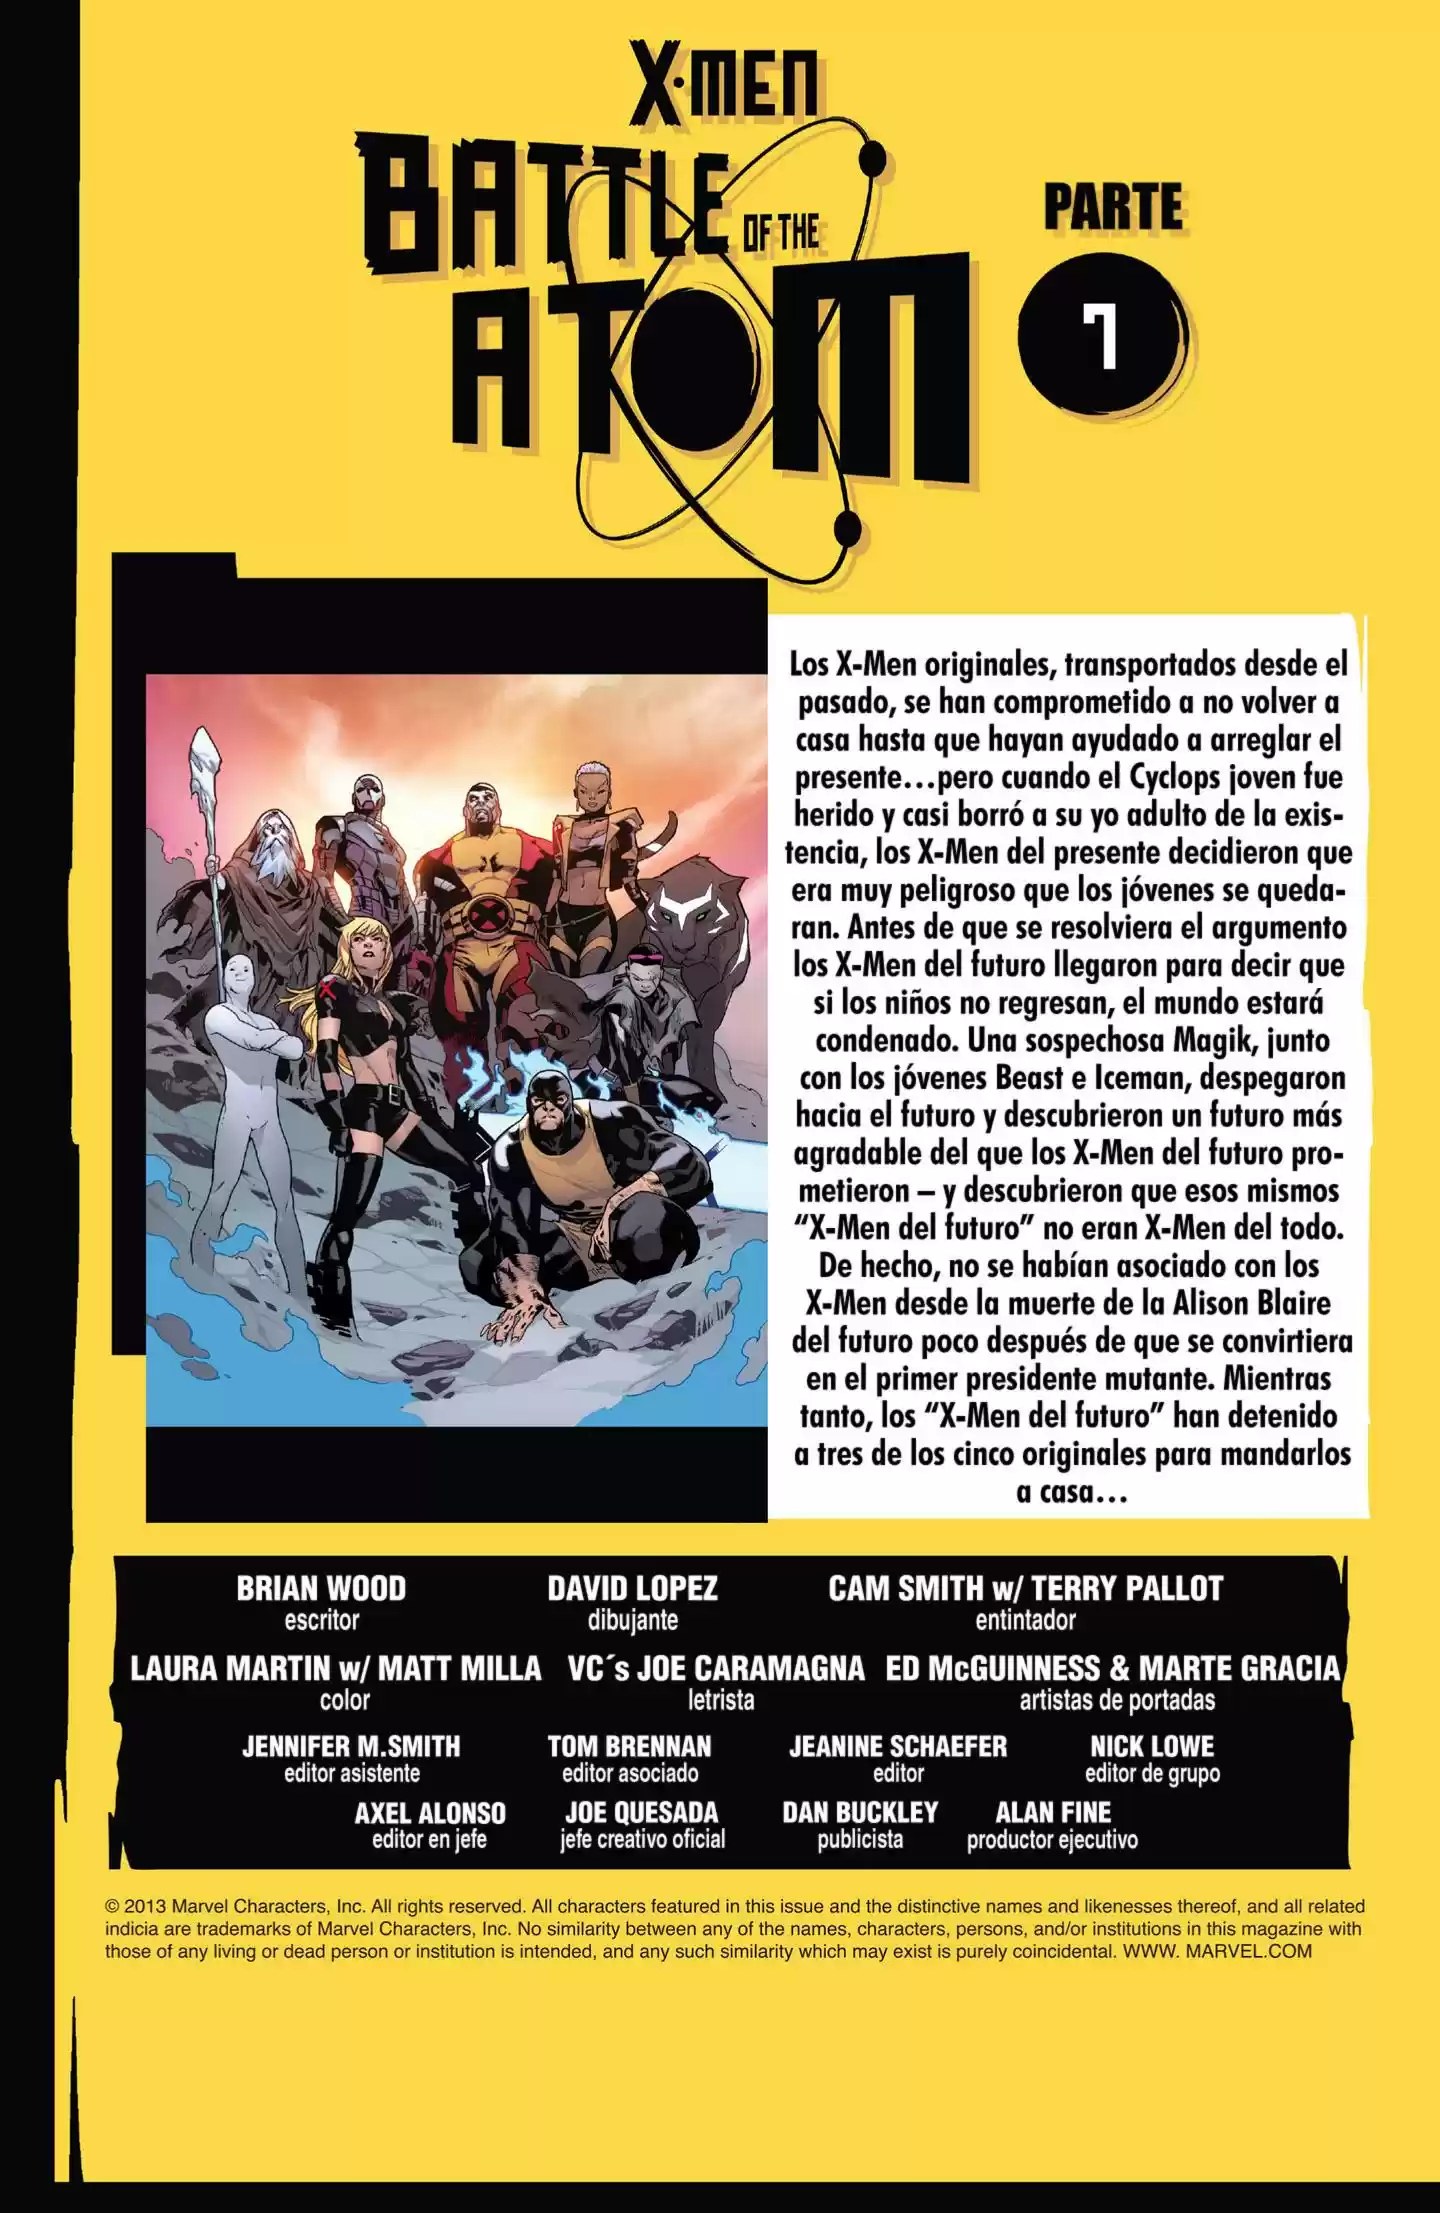 X•MEN
BATTLE OF THE
ATOM
PARTE
7
Los X-Men originales, transportados desde el
pasado, se han comprometido a no volver a
casa hasta que hayan ayudado a arreglar el
presente…pero cuando el Cyclops joven fue
herido y casi borró a su yo adulto de la exis-
tencia, los X-Men del presente decidieron que
era muy peligroso que los jóvenes se queda-
ran. Antes de que se resolviera el argumento
los X-Men del futuro llegaron para decir que
si los niños no regresan, el mundo estará
condenado. Una sospechosa Magik, junto
con los jóvenes Beast e Iceman, despegaron
hacia el futuro y descubrieron un futuro más
agradable del que los X-Men del futuro pro-
metieron – y descubrieron que esos mismos
“X-Men del futuro” no eran X-Men del todo.
De hecho, no se habían asociado con los
X-Men desde la muerte de la Alison Blaire
del futuro poco después de que se convirtiera
en el primer presidente mutante. Mientras
tanto, los “X-Men del futuro” han detenido
a tres de los cinco originales para mandarlos
a casa…
BRIAN WOOD DAVID LOPEZ CAM SMITH w/ TERRY PALLOT
escritor dibujante entintador
LAURA MARTIN w/ MATT MILLA VC´s JOE CARAMAGNA ED McGUINNESS & MARTE GRACIA
color letrista artistas de portadas
JENNIFER M.SMITH TOM BRENNAN JEANINE SCHAEFER NICK LOWE
editor asistente editor asociado editor editor de grupo
AXEL ALONSO JOE QUESADA DAN BUCKLEY ALAN FINE
editor en jefe jefe creativo oficial publicista productor ejecutivo
© 2013 Marvel Characters, Inc. All rights reserved. All characters featured in this issue and the distinctive names and likenesses thereof, and all related
indicia are trademarks of Marvel Characters, Inc. No similarity between any of the names, characters, persons, and/or institutions in this magazine with
those of any living or dead person or institution is intended, and any such similarity which may exist is purely coincidental. WWW. MARVEL.COM